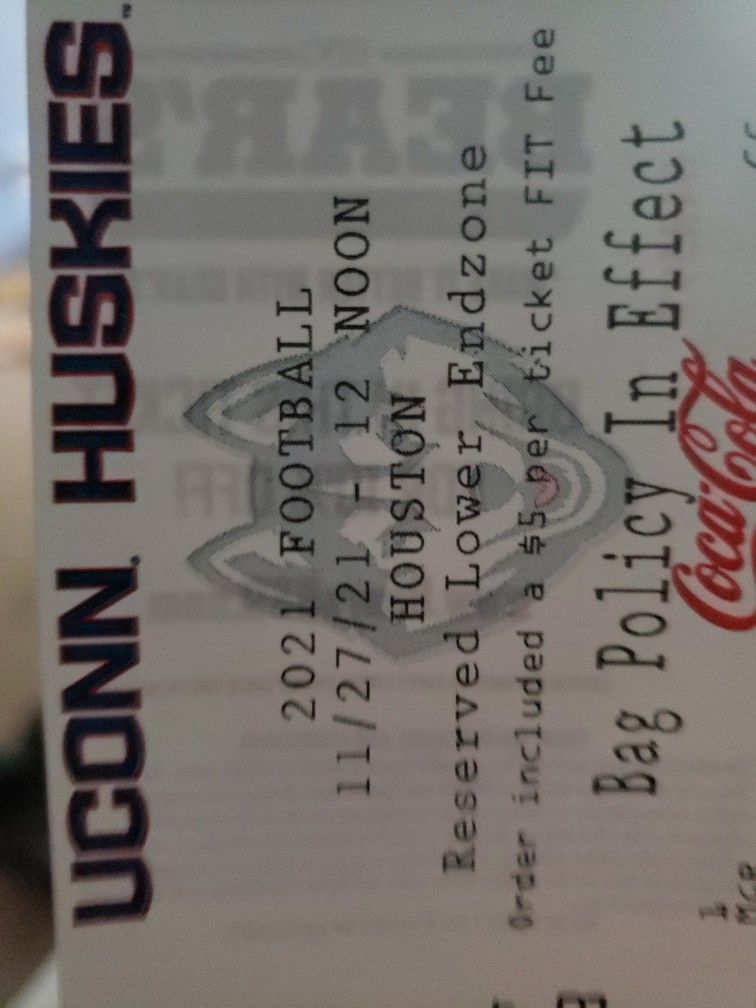 UCONN HUSKIES™
2021 FOOTBALL
11/27/21 - 12 NOON
HOUSTON
Reserved Lower Endzone
Order included a $5 per ticket FIT Fee
Bag Policy In Effect
Coca-Cola